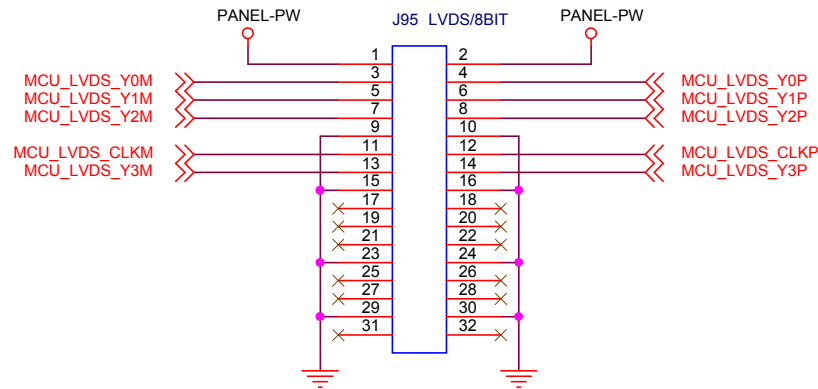 PANEL-PW J95 LVDS/8BIT PANEL-PW
1 2
MCU_LVDS_Y0M 3 4 MCU_LVDS_Y0P
MCU_LVDS_Y1M 5 6 MCU_LVDS_Y1P
MCU_LVDS_Y2M 7 8 MCU_LVDS_Y2P
9 10
MCU_LVDS_CLKM 11 12 MCU_LVDS_CLKP
MCU_LVDS_Y3M 13 14 MCU_LVDS_Y3P
15 16
17 18
19 20
21 22
23 24
25 26
27 28
29 30
31 32